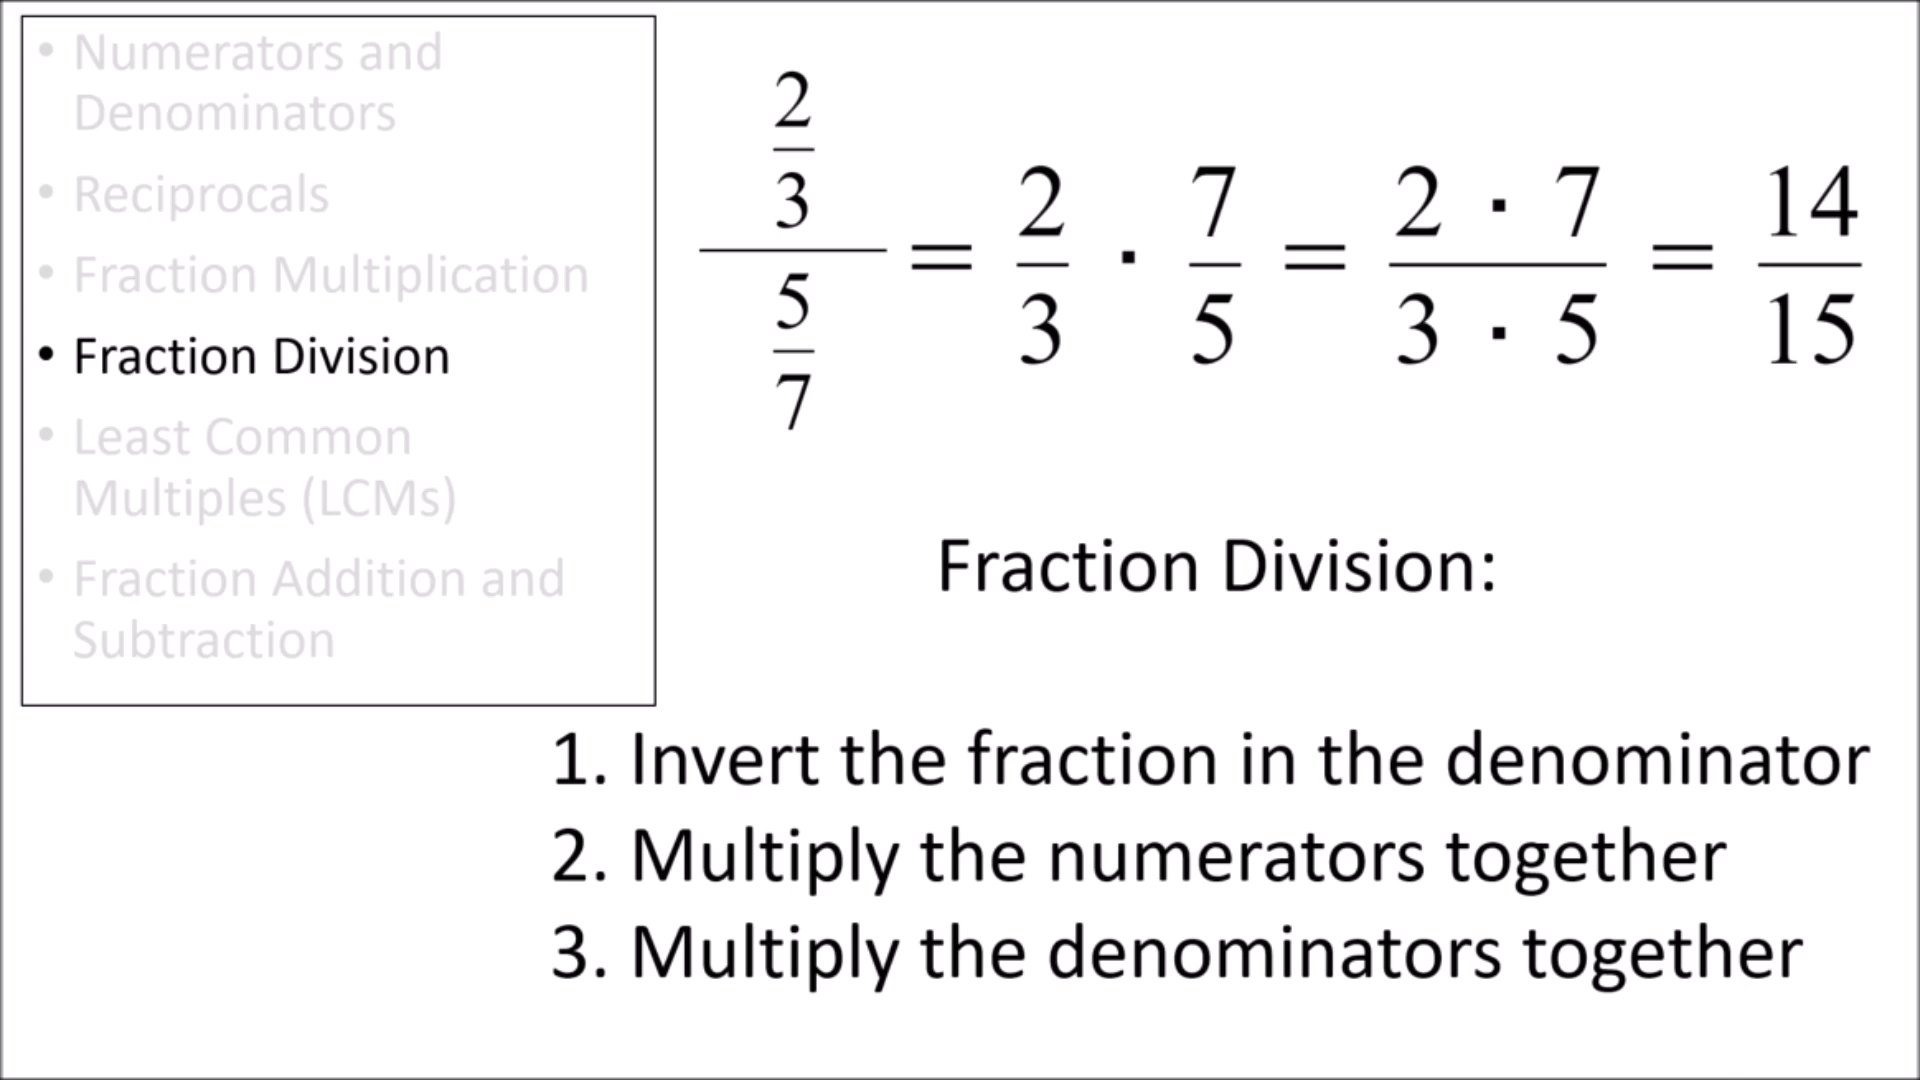 • Numerators and
Denominators
• Reciprocals
• Fraction Multiplication
• Fraction Division
• Least Common
Multiples (LCMs)
• Fraction Addition and
Subtraction
2
3
5
7
= 2/3 · 7/5 = 2 · 7/3 · 5 = 14/15
Fraction Division:
1. Invert the fraction in the denominator
2. Multiply the numerators together
3. Multiply the denominators together